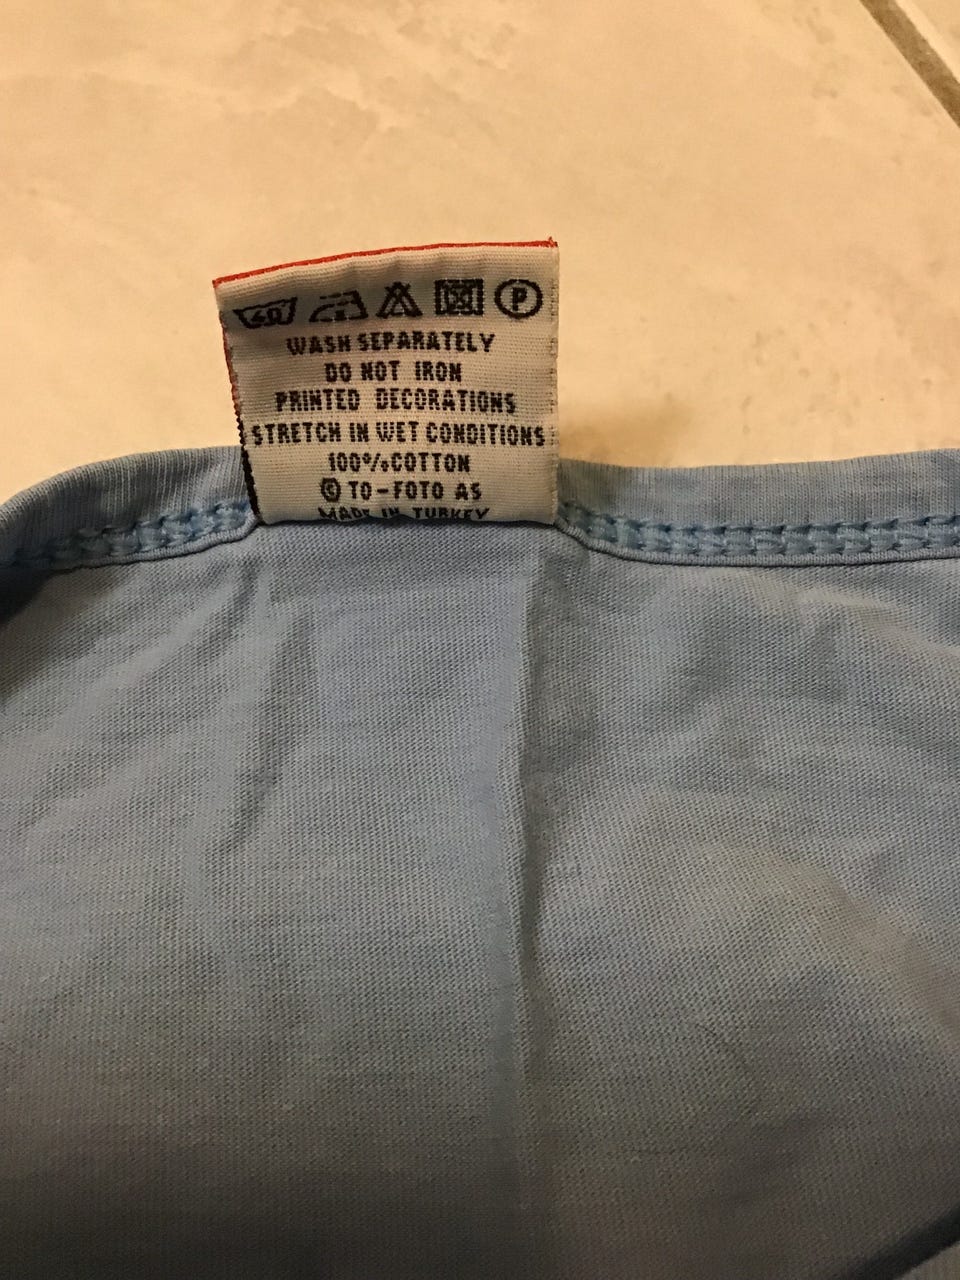 40 P
WASH SEPARATELY
DO NOT IRON
PRINTED DECORATIONS
STRETCH IN WET CONDITIONS
100% COTTON
© TO-FOTO AS
MADE IN TURKEY